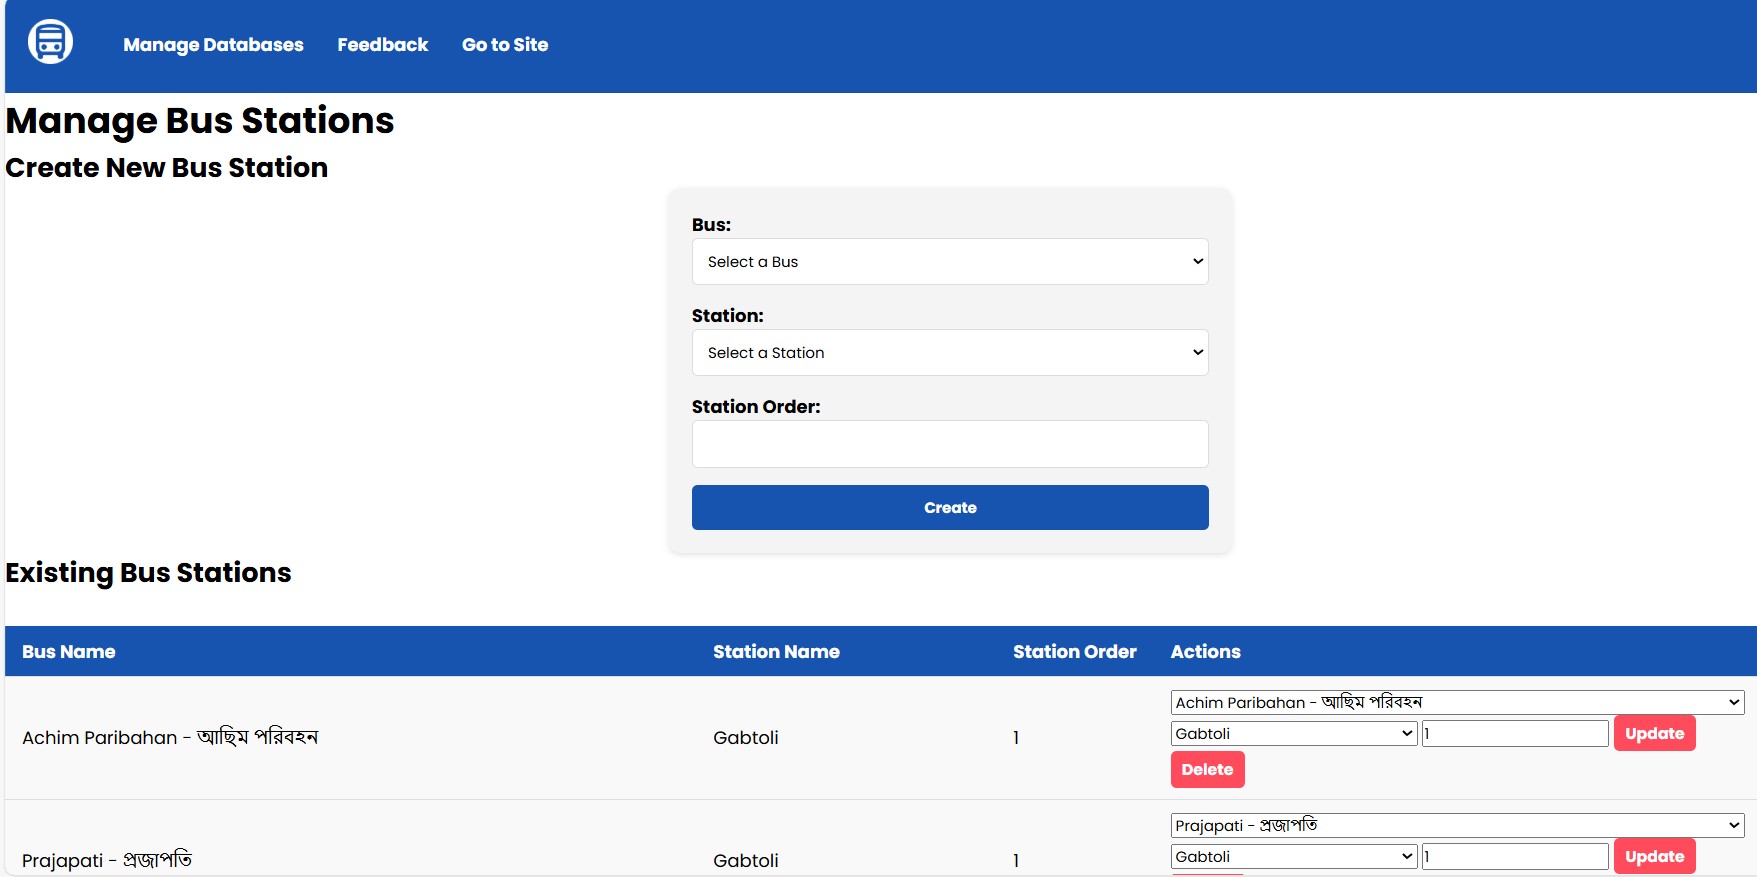 Manage Databases Feedback Go to Site
Manage Bus Stations
Create New Bus Station
Bus:
Select a Bus
Station:
Select a Station
Station Order:
Create
Existing Bus Stations
Bus Name Station Name Station Order Actions
Achim Paribahan - আছিম পরিবহন
Achim Paribahan - আছিম পরিবহন Gabtoli 1
Gabtoli 1 Update
Delete
Prajapati - প্রজাপতি
Prajapati - প্রজাপতি Gabtoli 1
Gabtoli 1 Update